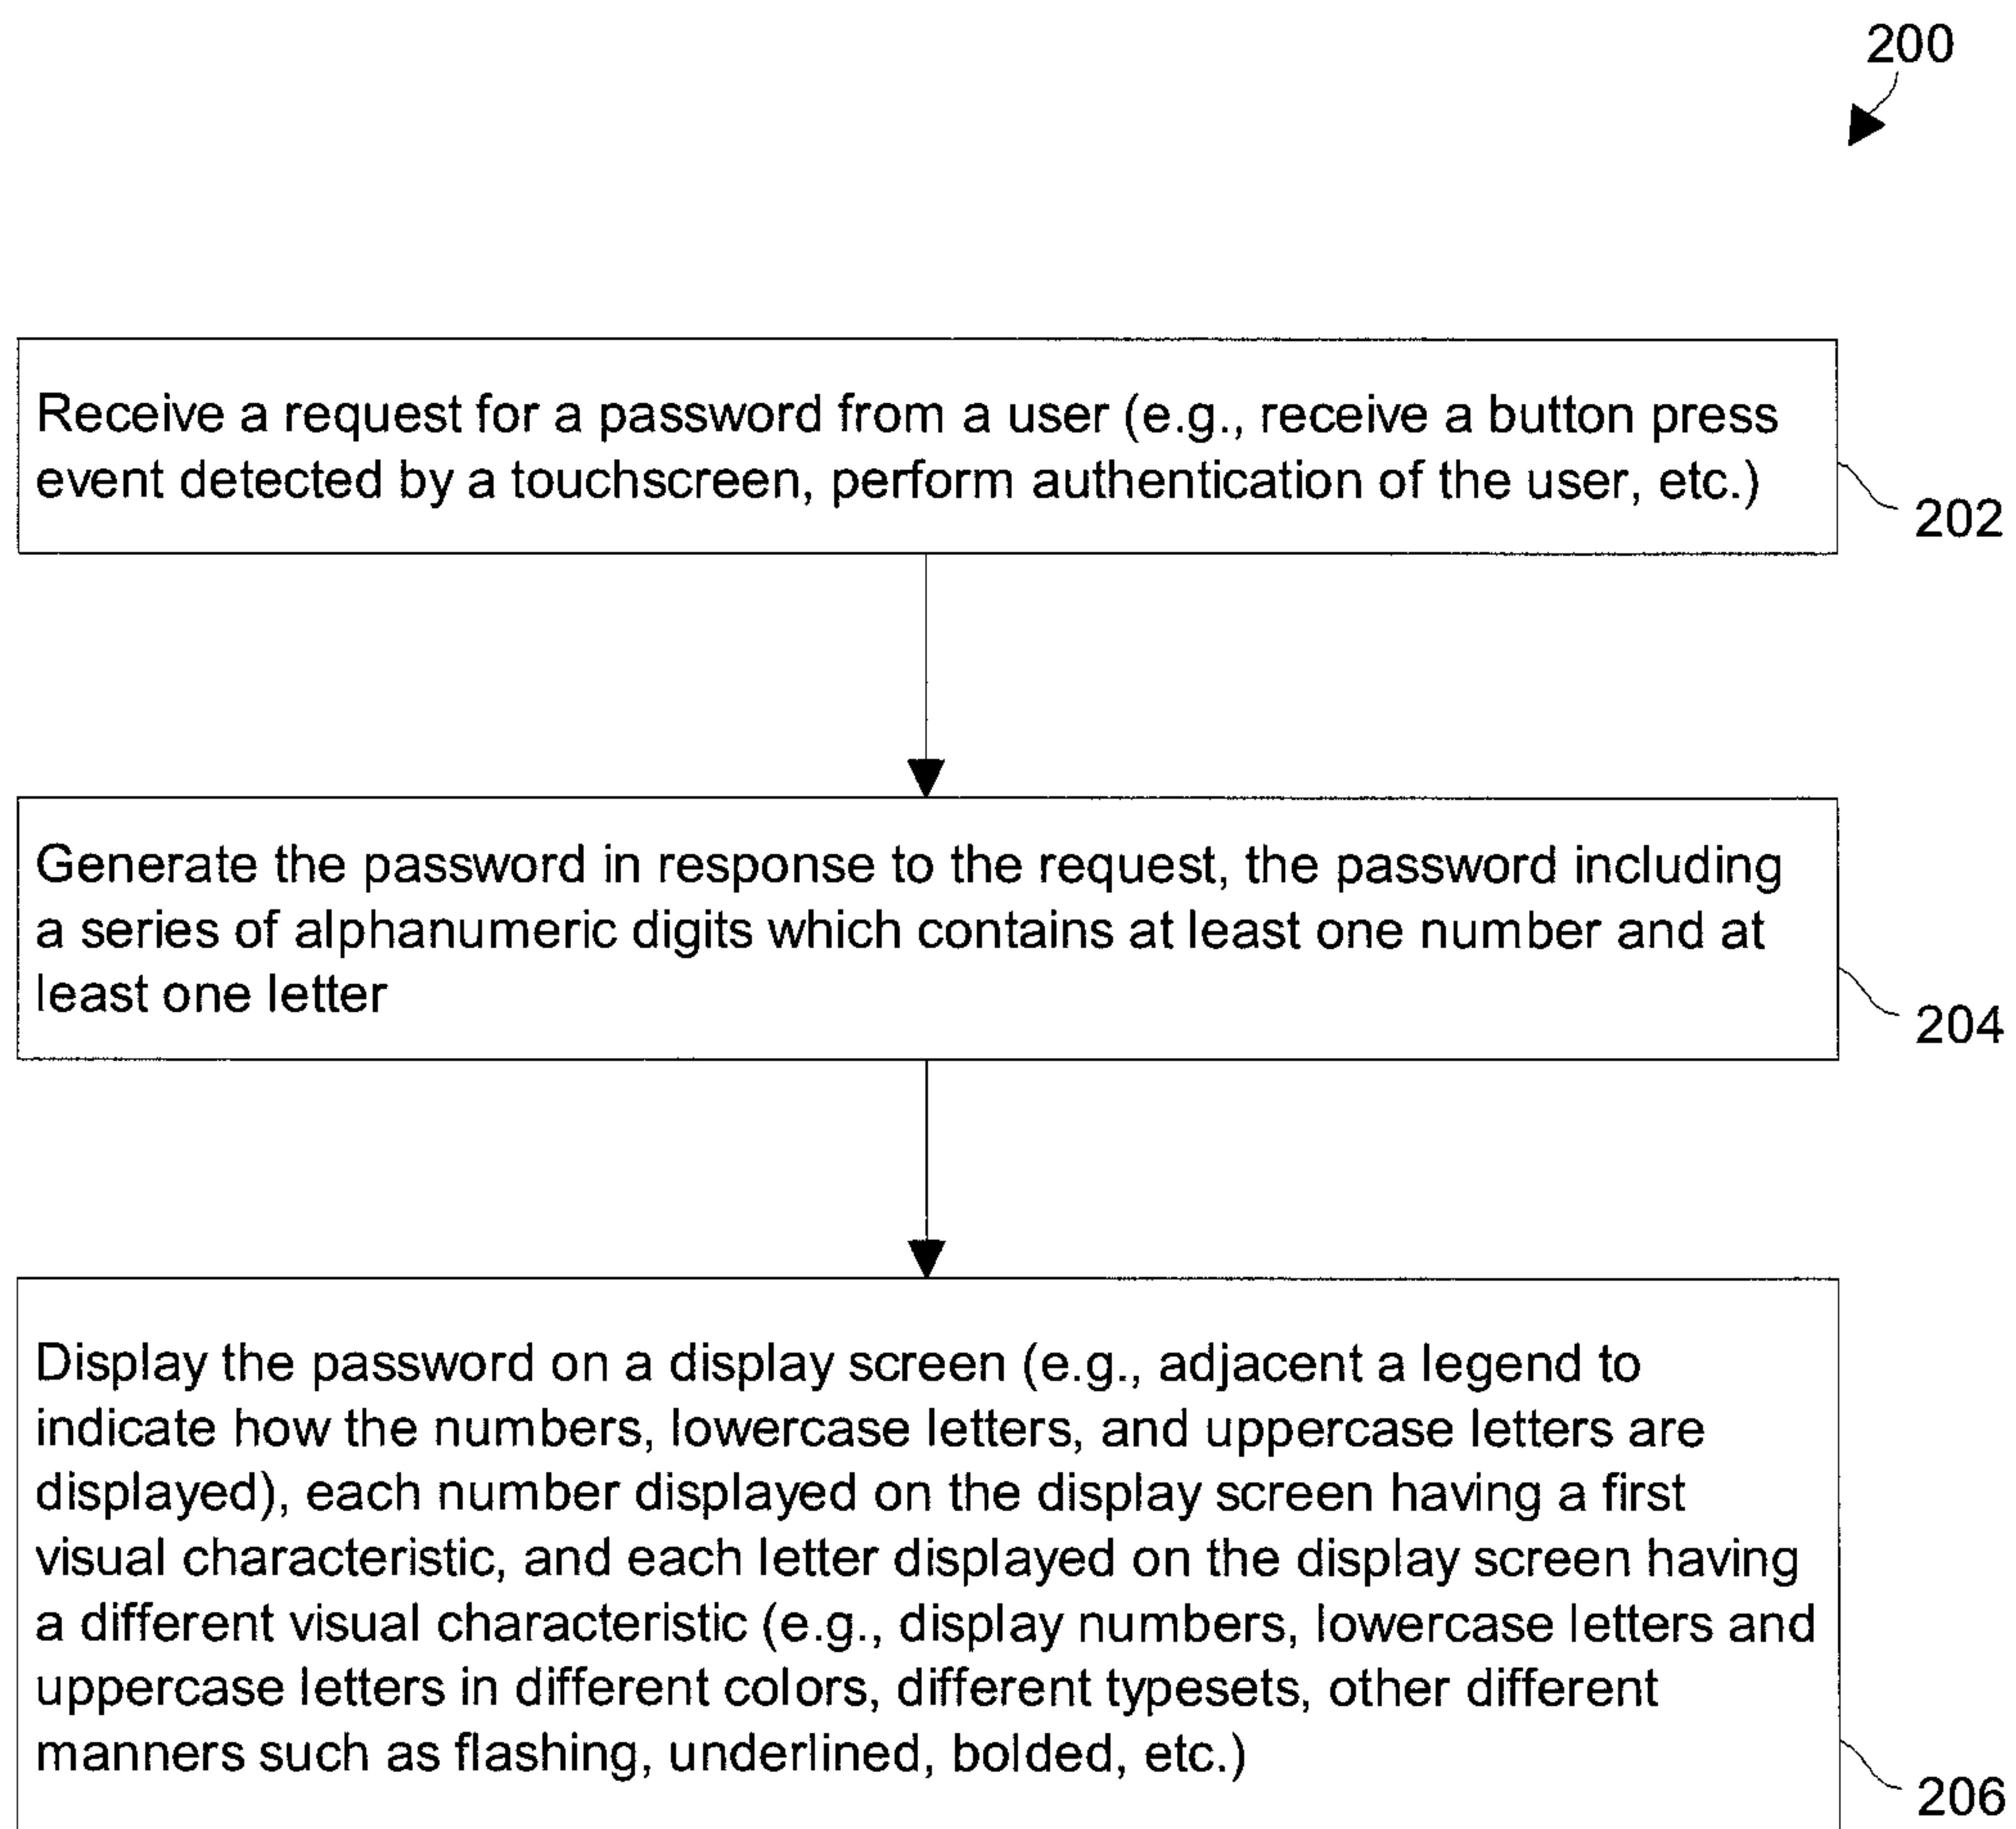 200
Receive a request for a password from a user (e.g., receive a button press
event detected by a touchscreen, perform authentication of the user, etc.)
202
Generate the password in response to the request, the password including
a series of alphanumeric digits which contains at least one number and at
least one letter
204
Display the password on a display screen (e.g., adjacent a legend to
indicate how the numbers, lowercase letters, and uppercase letters are
displayed), each number displayed on the display screen having a first
visual characteristic, and each letter displayed on the display screen having
a different visual characteristic (e.g., display numbers, lowercase letters and
uppercase letters in different colors, different typesets, other different
manners such as flashing, underlined, bolded, etc.)
206